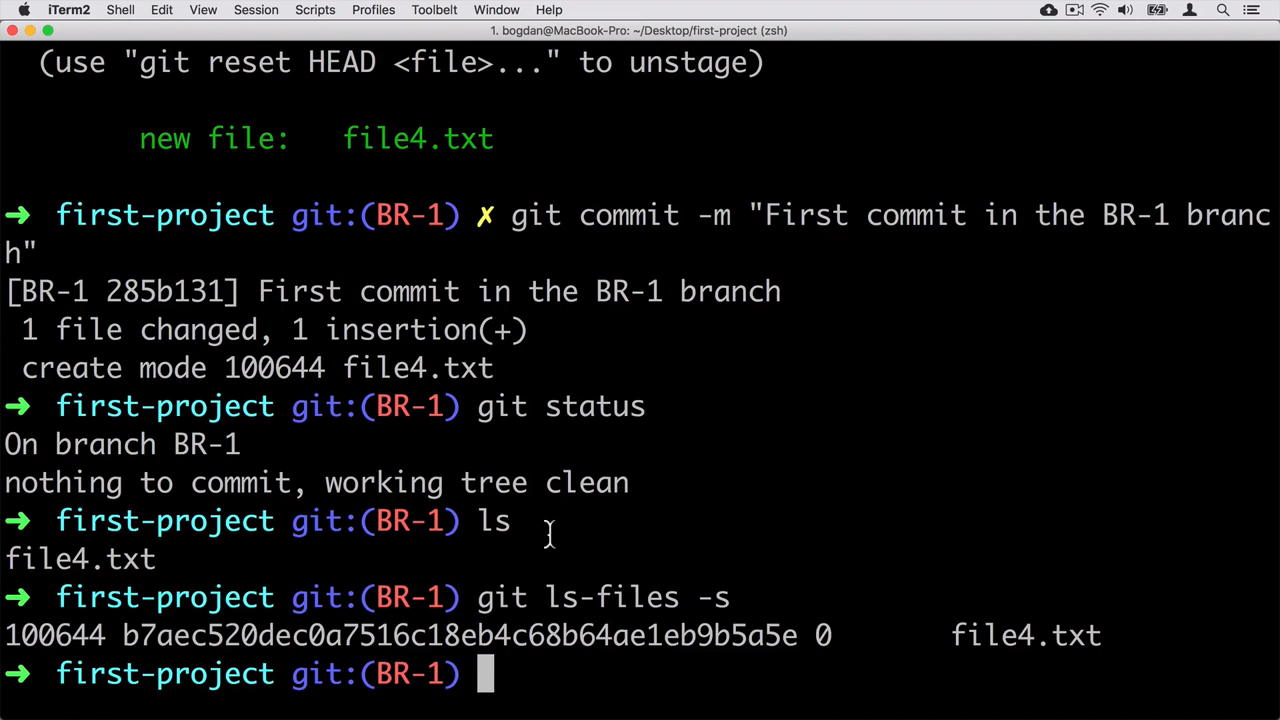 iTerm2 Shell Edit View Session Scripts Profiles Toolbelt Window Help
1. bogdan@MacBook-Pro: ~/Desktop/first-project (zsh)
(use "git reset HEAD <file>..." to unstage)
new file: file4.txt
➜ first-project git:(BR-1) ✗ git commit -m "First commit in the BR-1 branc
h"
[BR-1 285b131] First commit in the BR-1 branch
1 file changed, 1 insertion(+)
create mode 100644 file4.txt
➜ first-project git:(BR-1) git status
On branch BR-1
nothing to commit, working tree clean
➜ first-project git:(BR-1) ls
file4.txt
➜ first-project git:(BR-1) git ls-files -s
100644 b7aec520dec0a7516c18eb4c68b64ae1eb9b5a5e 0 file4.txt
➜ first-project git:(BR-1)